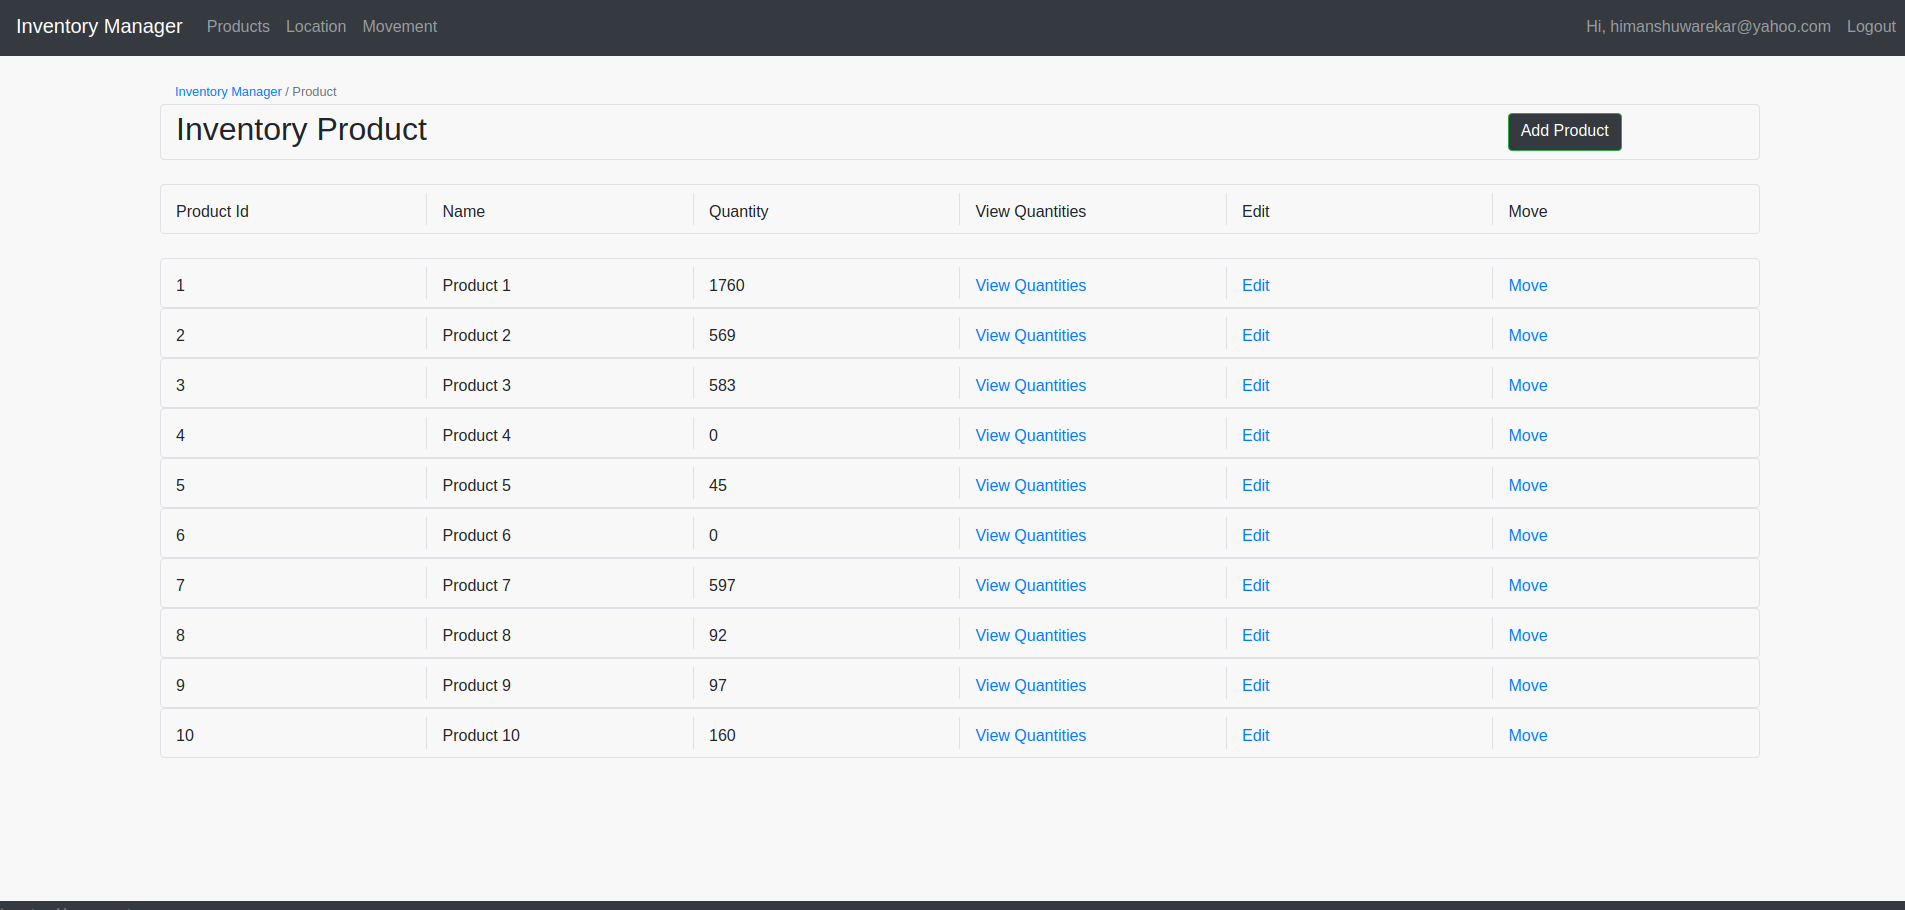 Inventory Manager Products Location Movement Hi, himanshuwarekar@yahoo.com Logout
Inventory Manager / Product
Inventory Product Add Product
Product Id Name Quantity View Quantities Edit Move
1 Product 1 1760 View Quantities Edit Move
2 Product 2 569 View Quantities Edit Move
3 Product 3 583 View Quantities Edit Move
4 Product 4 0 View Quantities Edit Move
5 Product 5 45 View Quantities Edit Move
6 Product 6 0 View Quantities Edit Move
7 Product 7 597 View Quantities Edit Move
8 Product 8 92 View Quantities Edit Move
9 Product 9 97 View Quantities Edit Move
10 Product 10 160 View Quantities Edit Move